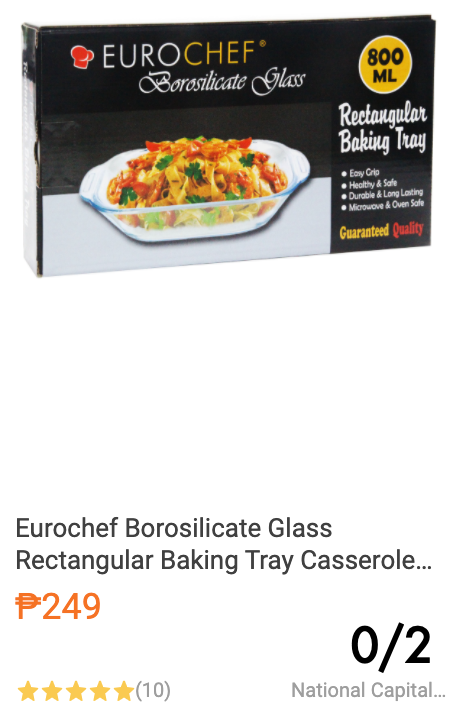 EUROCHEF®
Borosilicate Glass
800
ML
Rectangular
Baking Tray
● Easy Grip
● Healthy & Safe
● Durable & Long Lasting
● Microwave & Oven Safe
Guaranteed Quality
Eurochef Borosilicate Glass
Rectangular Baking Tray Casserole...
₱249
0/2
(10)
National Capital...